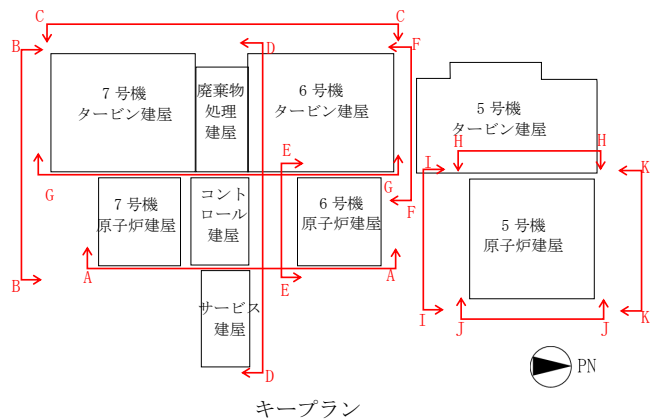 C
C
B
F
D
7 号機
タービン建屋
廃棄物
処理
建屋
6 号機
タービン建屋
5 号機
タービン建屋
H
H
E
I
K
G
G
7 号機
原子炉建屋
コント
ロール
建屋
6 号機
原子炉建屋
F
5 号機
原子炉建屋
A
A
B
E
サービス
建屋
I
J
J
K
D
PN
キープラン